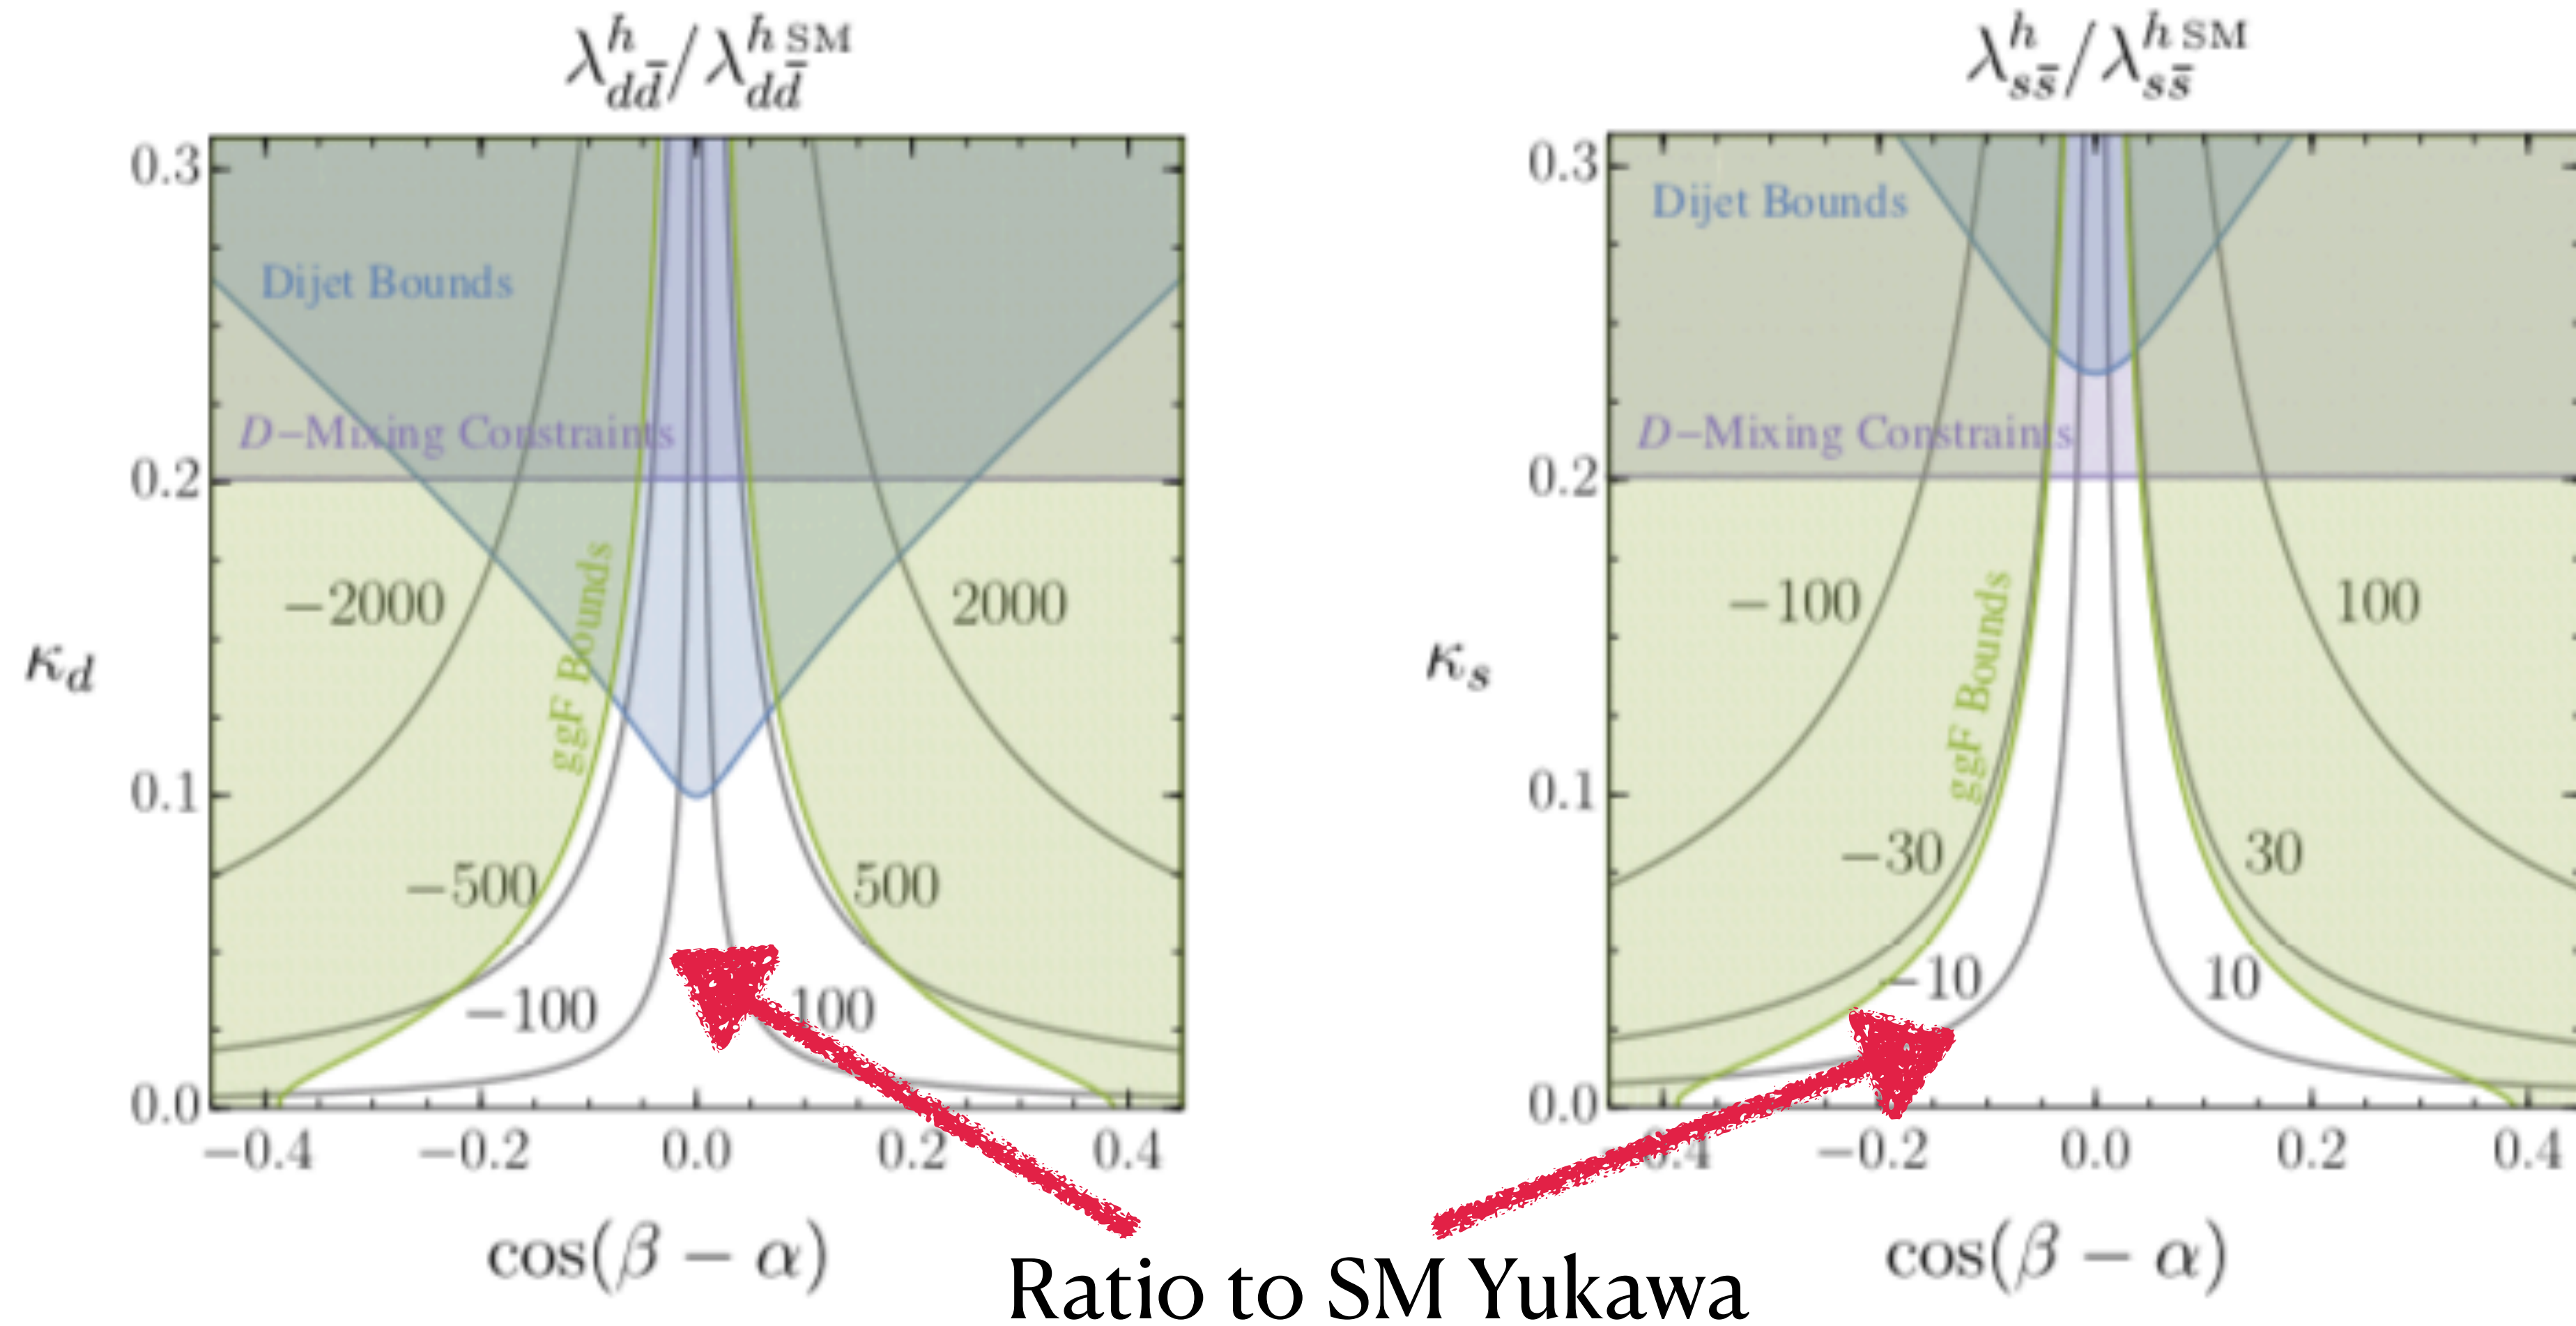 λ^h_{dd̄}/λ^{h SM}_{dd̄}
0.3
Dijet Bounds
D−Mixing Constraints
0.2
−2000
2000
ggF Bounds
κ_d
0.1
−500
500
−100
100
0.0
−0.4 −0.2 0.0 0.2 0.4
cos(β − α)
λ^h_{ss̄}/λ^{h SM}_{ss̄}
0.3
Dijet Bounds
D−Mixing Constraints
0.2
−100
100
ggF Bounds
κ_s
0.1
−30
30
−10
10
0.0
−0.4 −0.2 0.0 0.2 0.4
cos(β − α)
Ratio to SM Yukawa